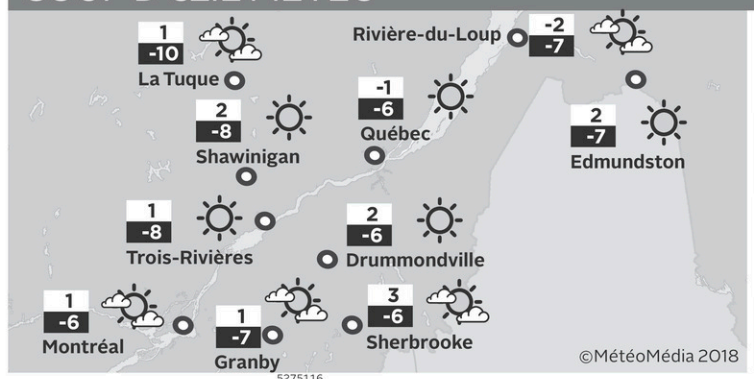 1
-10
La Tuque
Rivière-du-Loup
-2
-7
2
-8
Shawinigan
-1
-6
Québec
2
-7
Edmundston
1
-8
Trois-Rivières
2
-6
Drummondville
1
-6
Montréal
1
-7
Granby
3
-6
Sherbrooke
©MétéoMédia 2018
5375116